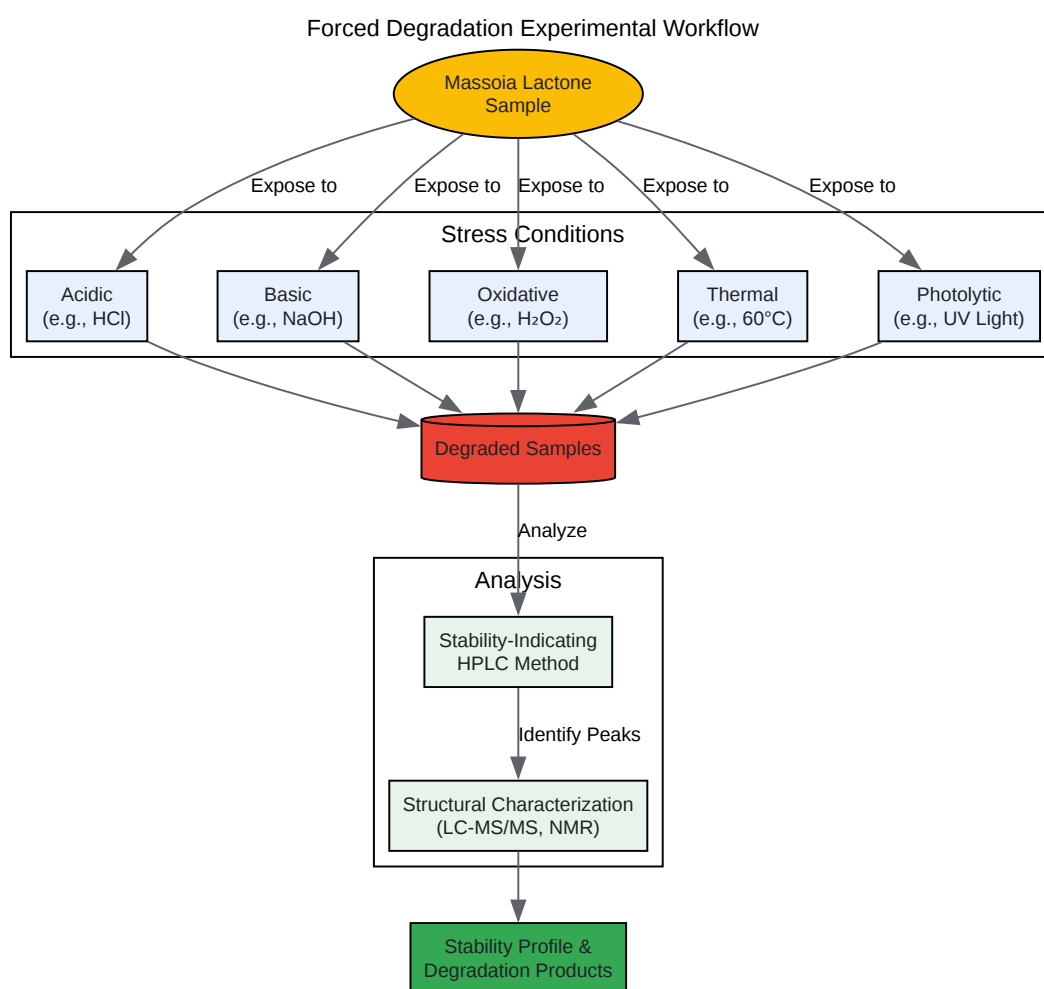 Forced Degradation Experimental Workflow
Massoia Lactone
Sample
Expose to
Expose to
Expose to
Expose to
Expose to
Stress Conditions
Acidic
(e.g., HCl)
Basic
(e.g., NaOH)
Oxidative
(e.g., H₂O₂)
Thermal
(e.g., 60°C)
Photolytic
(e.g., UV Light)
Degraded Samples
Analyze
Analysis
Stability-Indicating
HPLC Method
Identify Peaks
Structural Characterization
(LC-MS/MS, NMR)
Stability Profile &
Degradation Products